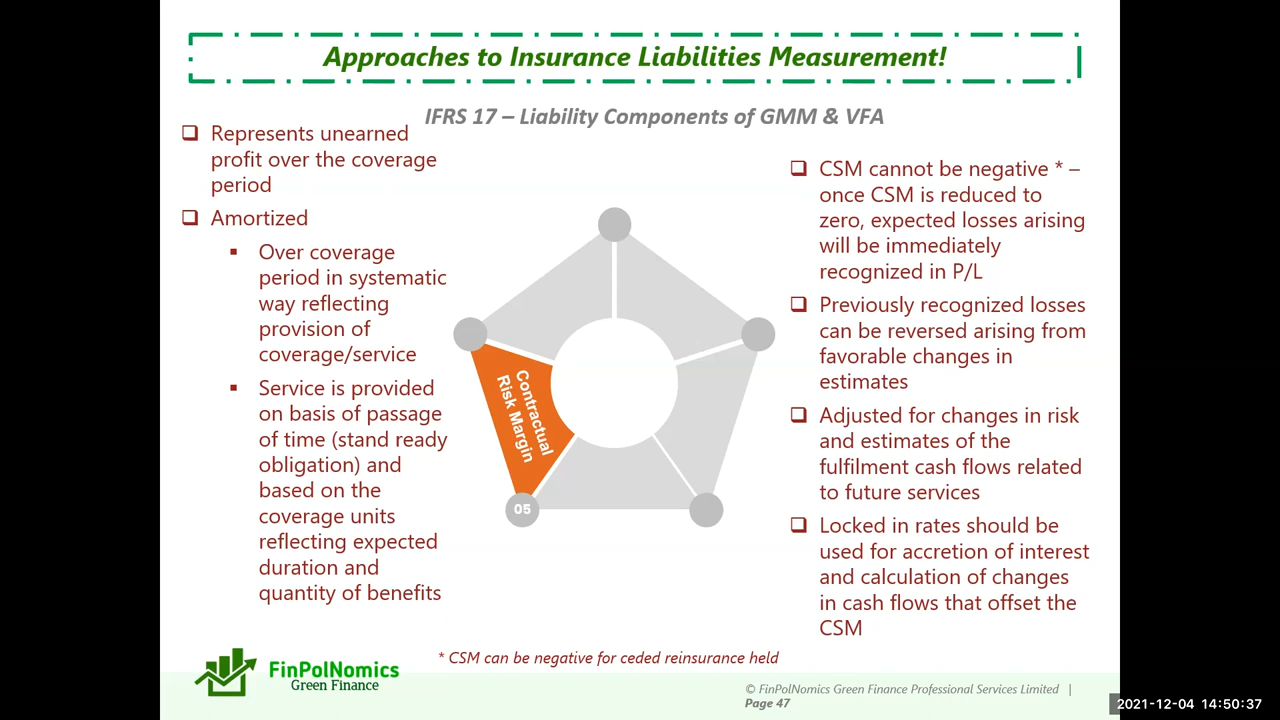 Approaches to Insurance Liabilities Measurement!
IFRS 17 – Liability Components of GMM & VFA
❑ Represents unearned
profit over the coverage
period
❑ Amortized
▪ Over coverage
period in systematic
way reflecting
provision of
coverage/service
▪ Service is provided
on basis of passage
of time (stand ready
obligation) and
based on the
coverage units
reflecting expected
duration and
quantity of benefits
Contractual
Risk Margin
05
❑ CSM cannot be negative * –
once CSM is reduced to
zero, expected losses arising
will be immediately
recognized in P/L
❑ Previously recognized losses
can be reversed arising from
favorable changes in
estimates
❑ Adjusted for changes in risk
and estimates of the
fulfilment cash flows related
to future services
❑ Locked in rates should be
used for accretion of interest
and calculation of changes
in cash flows that offset the
CSM
* CSM can be negative for ceded reinsurance held
FinPolNomics
Green Finance
© FinPolNomics Green Finance Professional Services Limited |
Page 47
2021-12-04 14:50:37